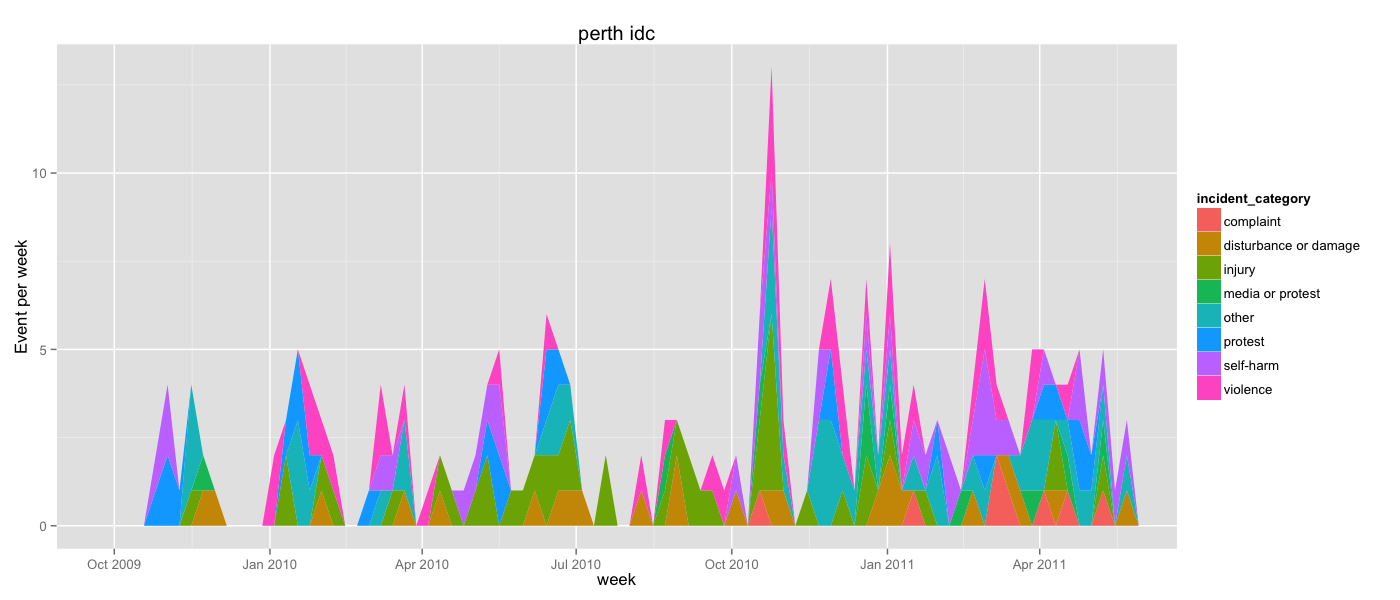 perth idc
10
5
0
Event per week
Oct 2009
Jan 2010
Apr 2010
Jul 2010
Oct 2010
Jan 2011
Apr 2011
week
incident_category
complaint
disturbance or damage
injury
media or protest
other
protest
self-harm
violence